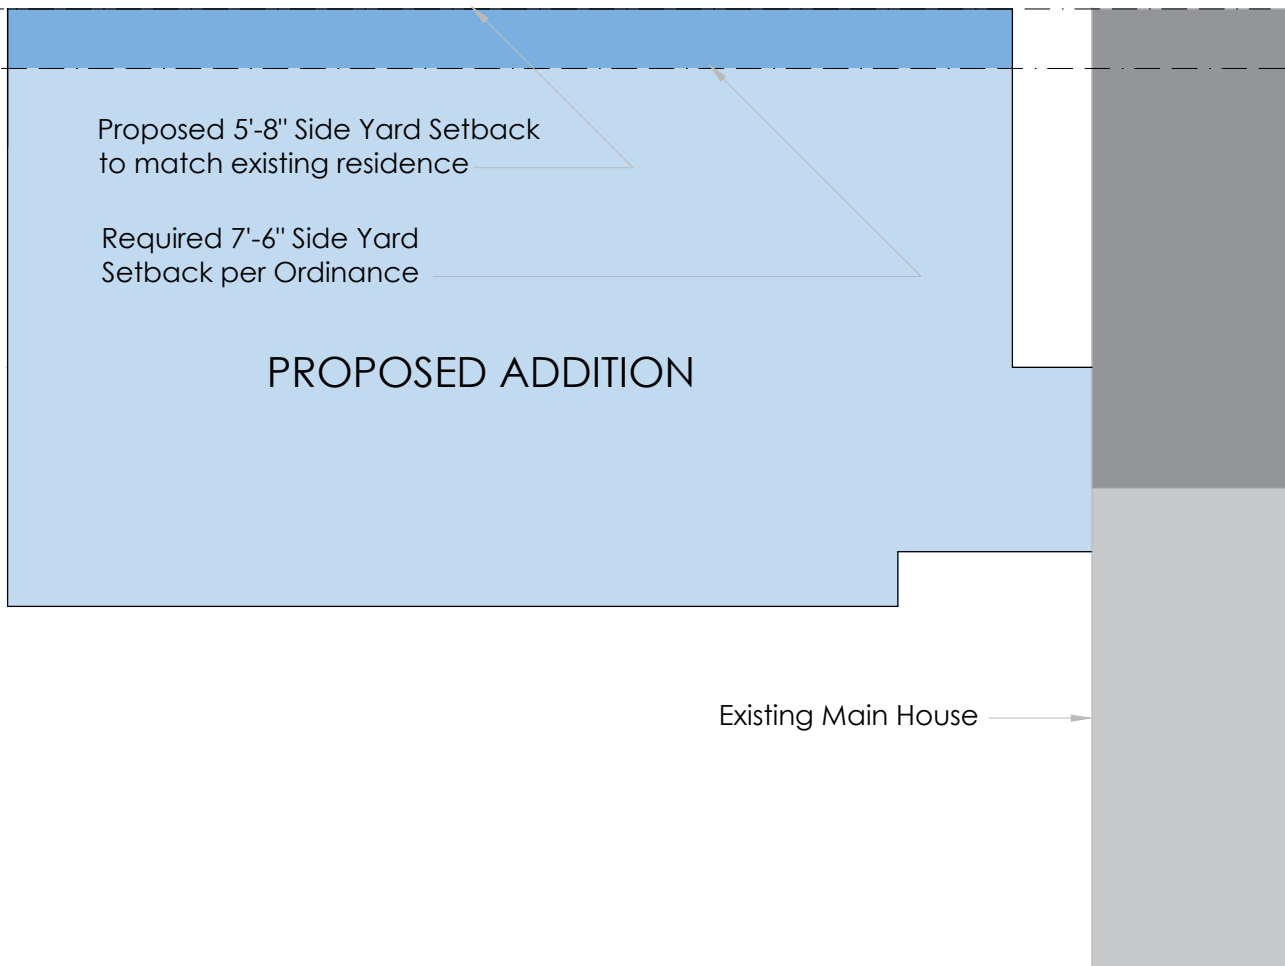 Proposed 5'-8" Side Yard Setback
to match existing residence
Required 7'-6" Side Yard
Setback per Ordinance
PROPOSED ADDITION
Existing Main House